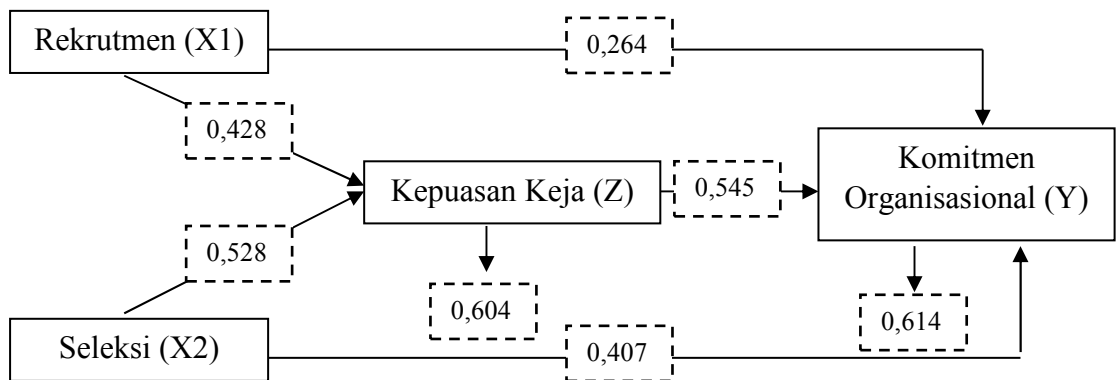 Rekrutmen (X1)
0,264
0,428
Kepuasan Keja (Z)
0,545
Komitmen
Organisasional (Y)
0,528
0,604
0,614
Seleksi (X2)
0,407